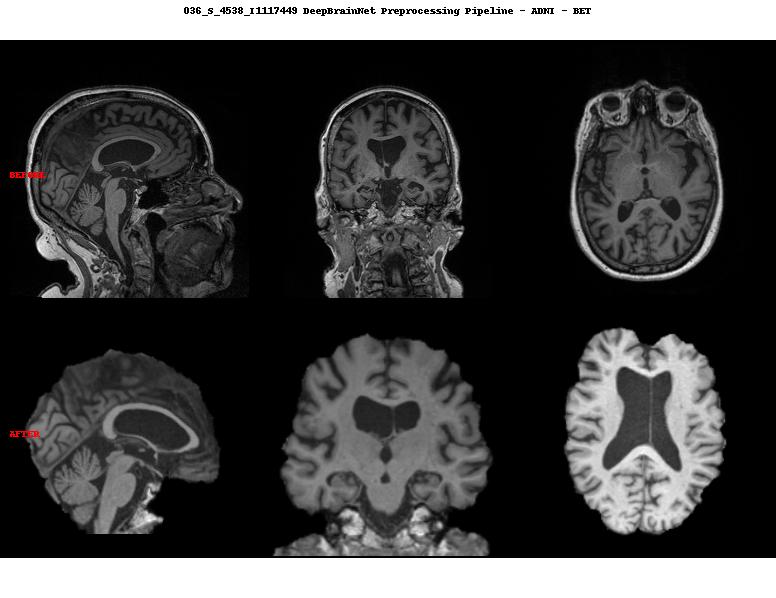 036_S_4538_I1117449 DeepBrainNet Preprocessing Pipeline - ADNI - BET
BEFORE
AFTER